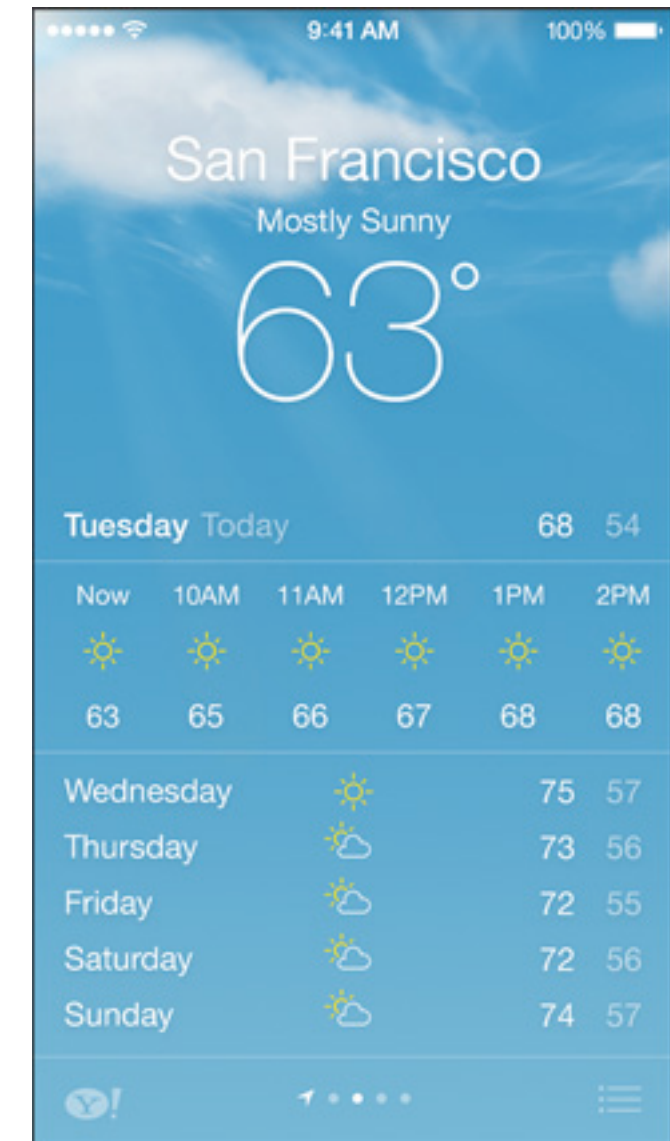 9:41 AM 100%
San Francisco
Mostly Sunny
63°
Tuesday Today 68 54
Now 10AM 11AM 12PM 1PM 2PM
63 65 66 67 68 68
Wednesday 75 57
Thursday 73 56
Friday 72 55
Saturday 72 56
Sunday 74 57
Y!